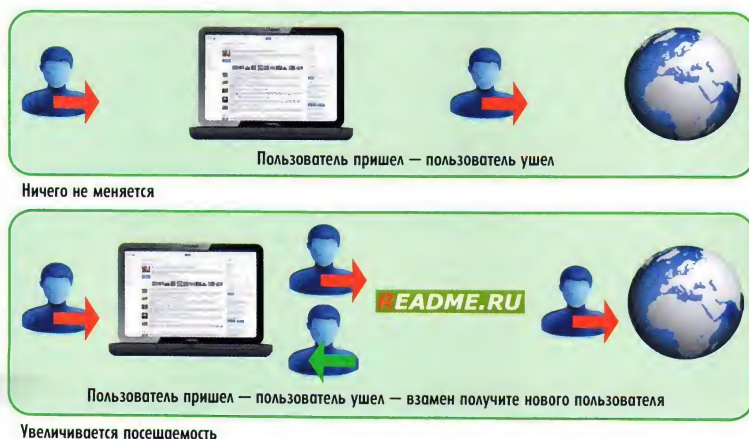 Пользователь пришел — пользователь ушел
Ничего не меняется
README.RU
Пользователь пришел — пользователь ушел — взамен получите нового пользователя
Увеличивается посещаемость